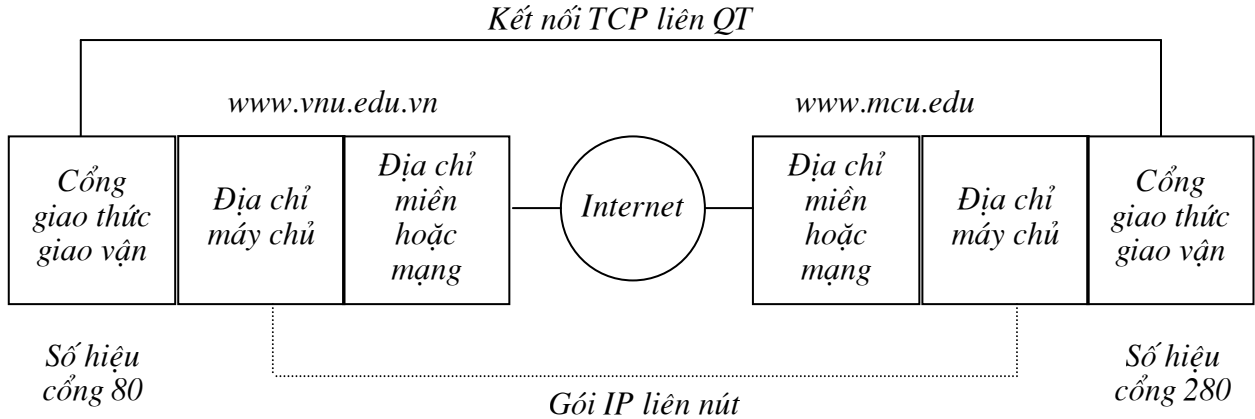 Kết nối TCP liên QT
www.vnu.edu.vn
www.mcu.edu
Cổng
giao thức
giao vận
Địa chỉ
máy chủ
Địa chỉ
miền
hoặc
mạng
Internet
Địa chỉ
miền
hoặc
mạng
Địa chỉ
máy chủ
Cổng
giao thức
giao vận
Số hiệu
cổng 80
Số hiệu
cổng 280
Gói IP liên nút